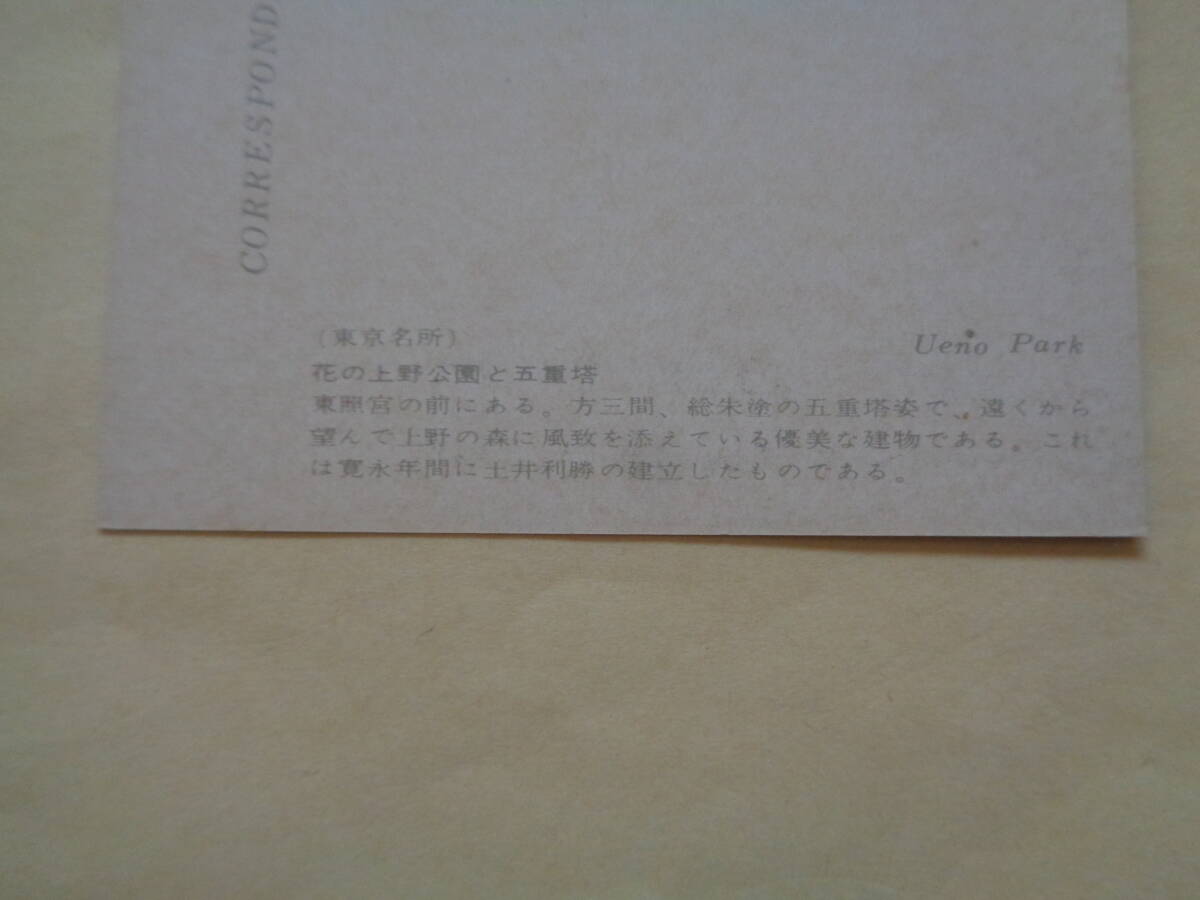 CORRESPOND
(東京名所)
Ueno Park
花の上野公園と五重塔
東照宮の前にある。方三間、総朱塗の五重塔姿で、遠くから
望んで上野の森に風致を添えている優美な建物である。これ
は寛永年間に土井利勝の建立したものである。